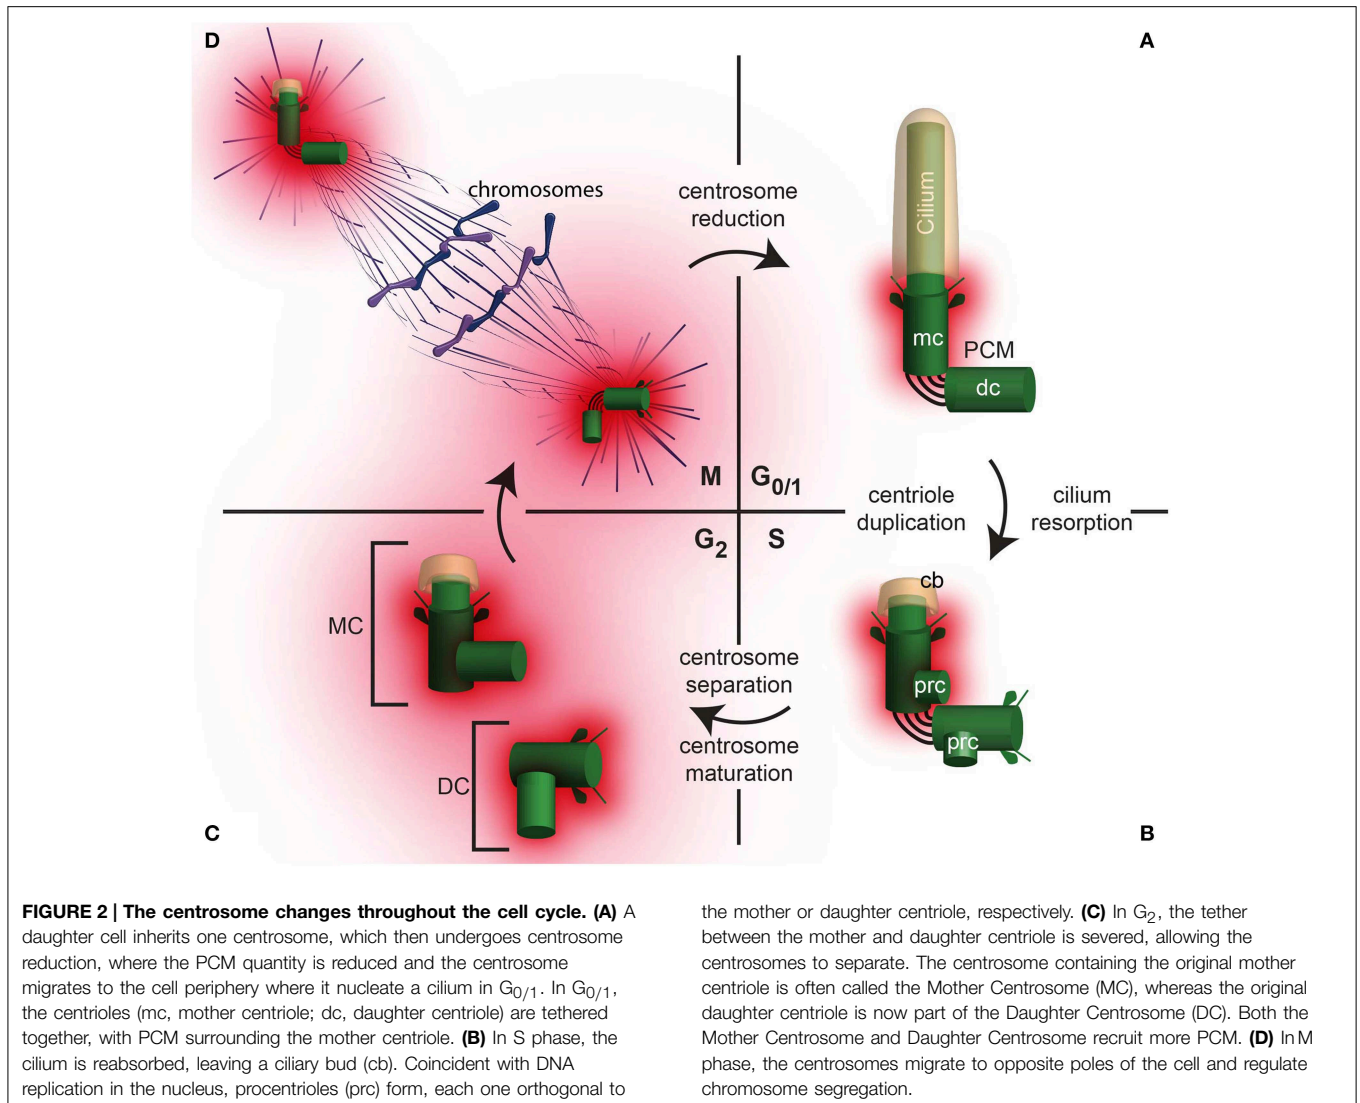 D
A
chromosomes
centrosome
reduction
Cilium
mc
PCM
dc
M
G0/1
centriole
duplication
cilium
resorption
G2
S
cb
MC
prc
centrosome
separation
prc
centrosome
maturation
DC
C
B
FIGURE 2 | The centrosome changes throughout the cell cycle. (A) A
daughter cell inherits one centrosome, which then undergoes centrosome
reduction, where the PCM quantity is reduced and the centrosome
migrates to the cell periphery where it nucleate a cilium in G0/1. In G0/1,
the centrioles (mc, mother centriole; dc, daughter centriole) are tethered
together, with PCM surrounding the mother centriole. (B) In S phase, the
cilium is reabsorbed, leaving a ciliary bud (cb). Coincident with DNA
replication in the nucleus, procentrioles (prc) form, each one orthogonal to
the mother or daughter centriole, respectively. (C) In G2, the tether
between the mother and daughter centriole is severed, allowing the
centrosomes to separate. The centrosome containing the original mother
centriole is often called the Mother Centrosome (MC), whereas the original
daughter centriole is now part of the Daughter Centrosome (DC). Both the
Mother Centrosome and Daughter Centrosome recruit more PCM. (D) In M
phase, the centrosomes migrate to opposite poles of the cell and regulate
chromosome segregation.